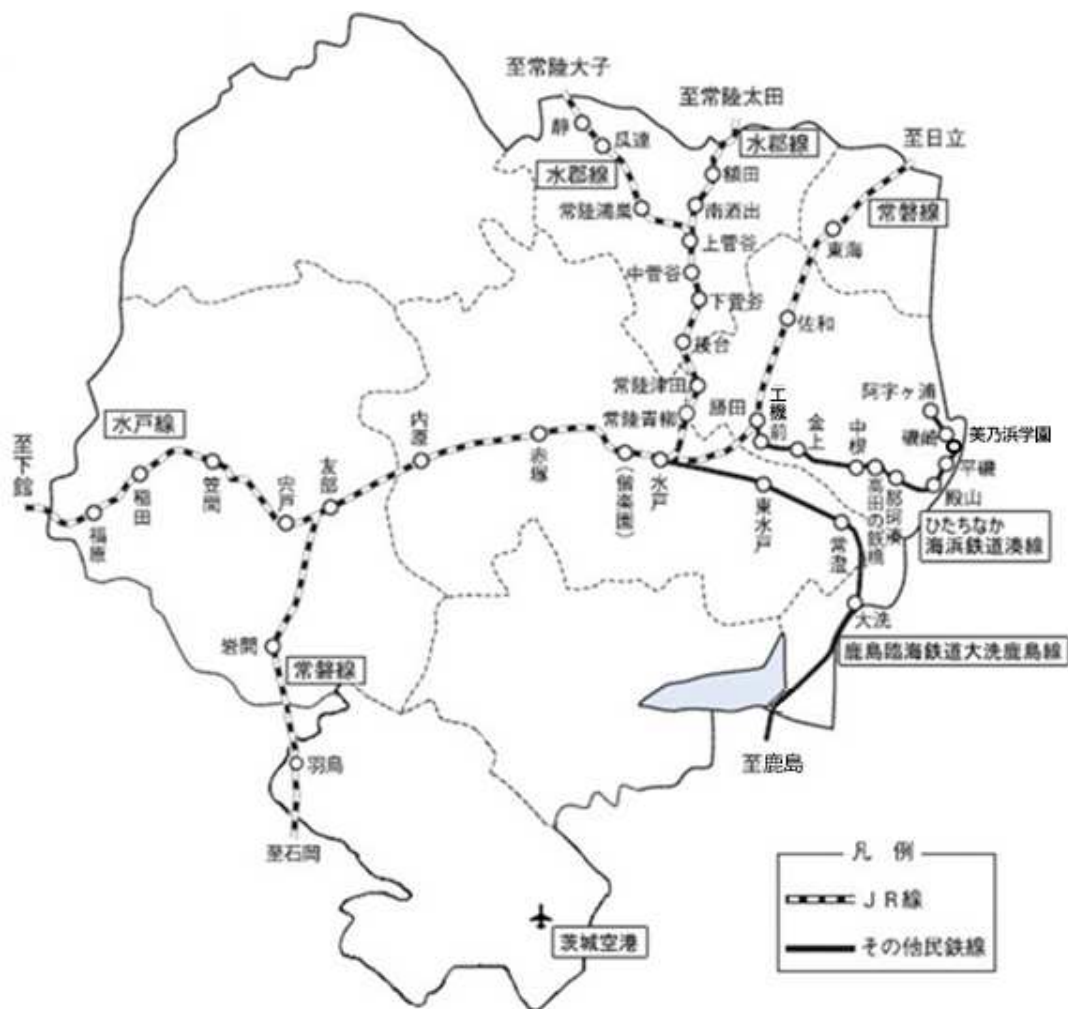 至常陸大子
至常陸太田
至日立
静
瓜連
水郡線
水郡線
額田
常陸鴻巣
南酒出
常磐線
上菅谷
東海
中菅谷
下菅谷
佐和
後台
常陸津田
常陸青柳
勝田
工機前
金上
中根
高田の鉄橋
那珂湊
殿山
平磯
美乃浜学園
磯崎
阿字ヶ浦
ひたちなか
海浜鉄道湊線
水戸線
至下館
福原
稲田
笠間
宍戸
友部
内原
赤塚
(偕楽園)
水戸
東水戸
常澄
大洗
鹿島臨海鉄道大洗鹿島線
至鹿島
岩間
常磐線
羽鳥
至石岡
茨城空港
凡例
JR線
その他民鉄線